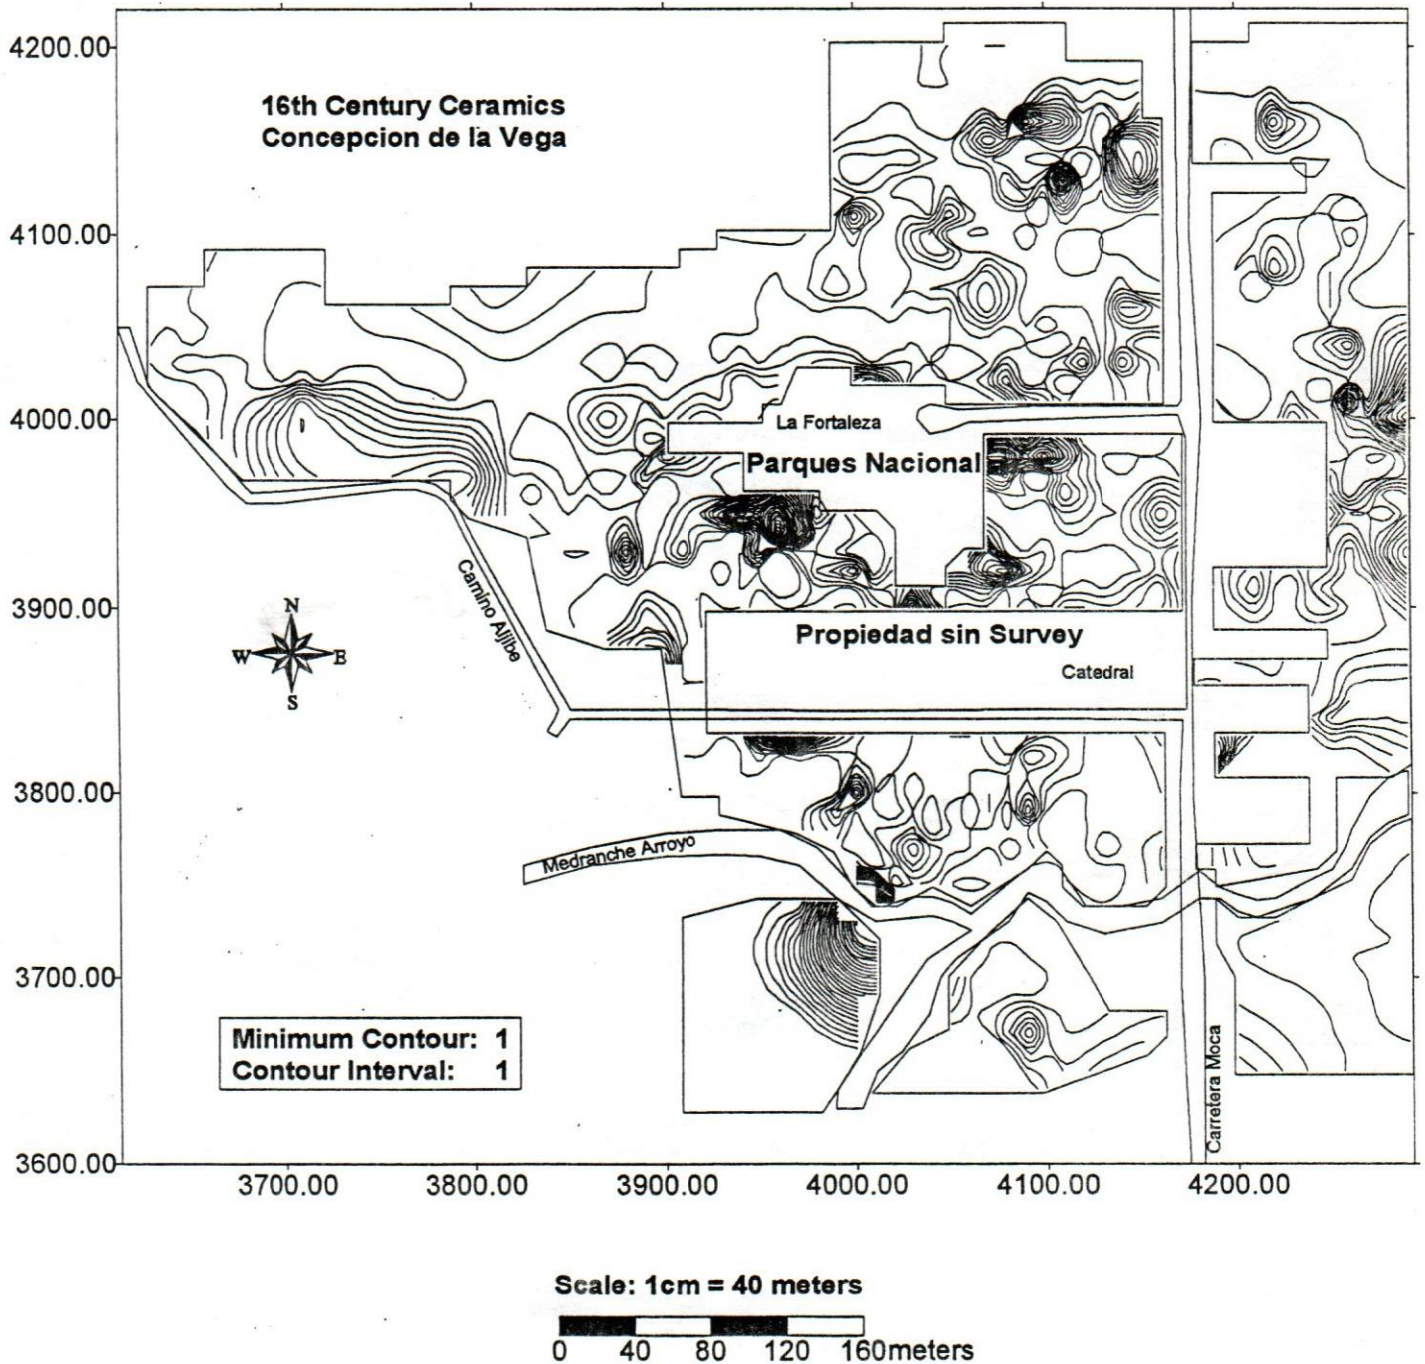 4200.00
16th Century Ceramics
Concepcion de la Vega
4100.00
4000.00
La Fortaleza
Parques Nacional
Camino Aljibe
3900.00
N
W E
S
Propiedad sin Survey
Catedral
3800.00
Medranche Arroyo
3700.00
Minimum Contour: 1
Contour Interval: 1
Carretera Moca
3600.00
3700.00 3800.00 3900.00 4000.00 4100.00 4200.00
Scale: 1cm = 40 meters
0 40 80 120 160meters